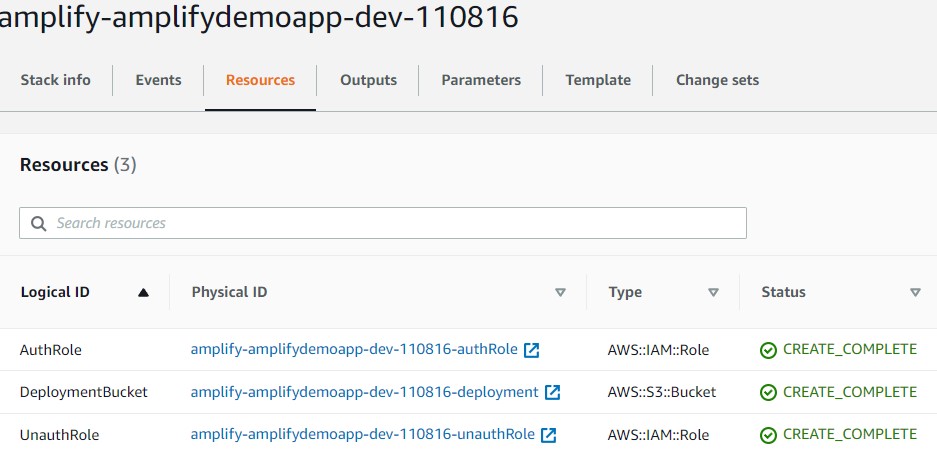 amplify-amplifydemoapp-dev-110816
Stack info Events Resources Outputs Parameters Template Change sets
Resources (3)
Search resources
Logical ID Physical ID Type Status
AuthRole amplify-amplifydemoapp-dev-110816-authRole AWS::IAM::Role CREATE_COMPLETE
DeploymentBucket amplify-amplifydemoapp-dev-110816-deployment AWS::S3::Bucket CREATE_COMPLETE
UnauthRole amplify-amplifydemoapp-dev-110816-unauthRole AWS::IAM::Role CREATE_COMPLETE